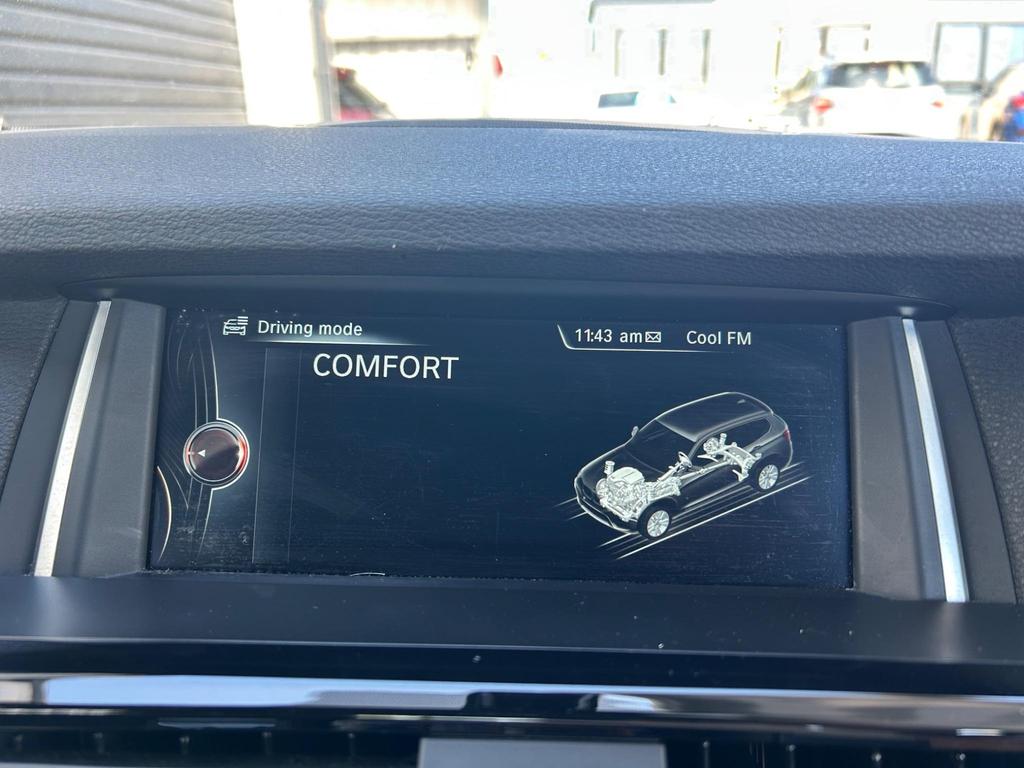 Driving mode
11:43 am
Cool FM
COMFORT